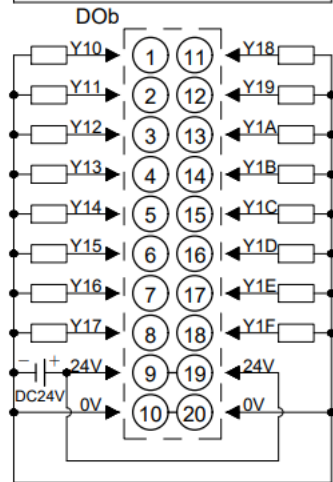 DOb
Y10 1 11 Y18
Y11 2 12 Y19
Y12 3 13 Y1A
Y13 4 14 Y1B
Y14 5 15 Y1C
Y15 6 16 Y1D
Y16 7 17 Y1E
Y17 8 18 Y1F
− + 24V 9 19 24V
DC24V
0V 10 20 0V